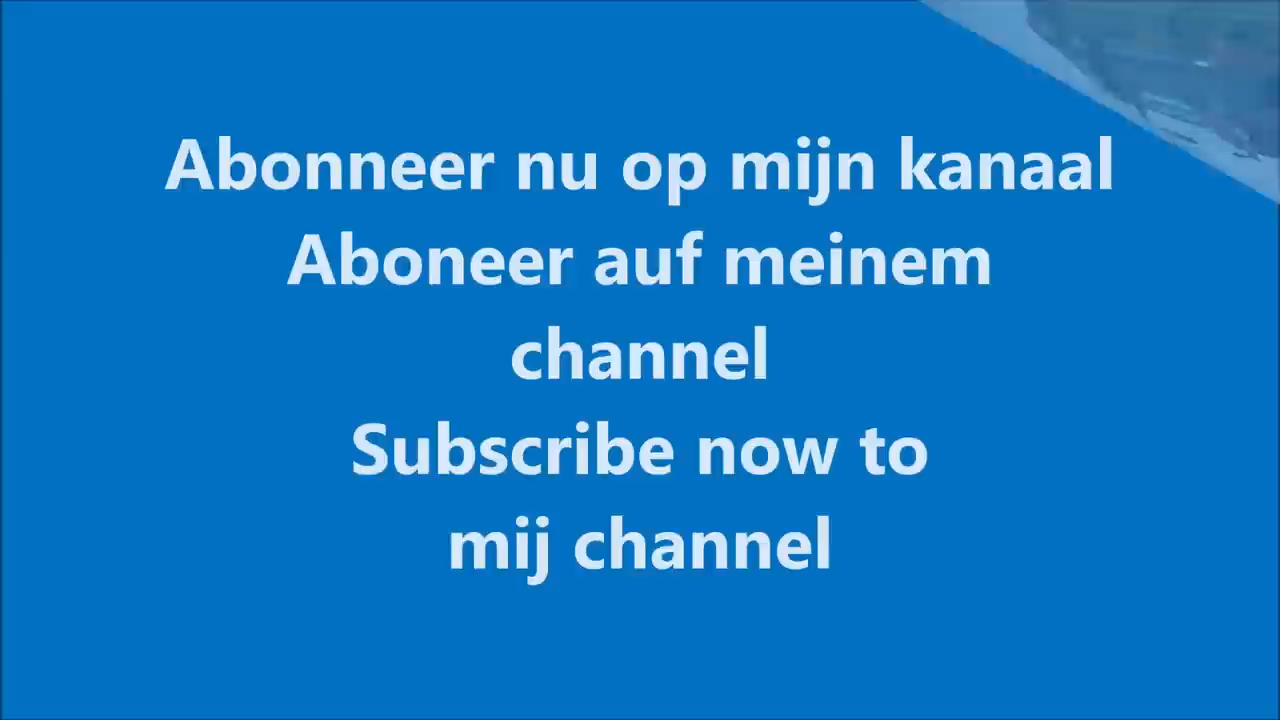 Abonneer nu op mijn kanaal
Aboneer auf meinem
channel
Subscribe now to
mij channel